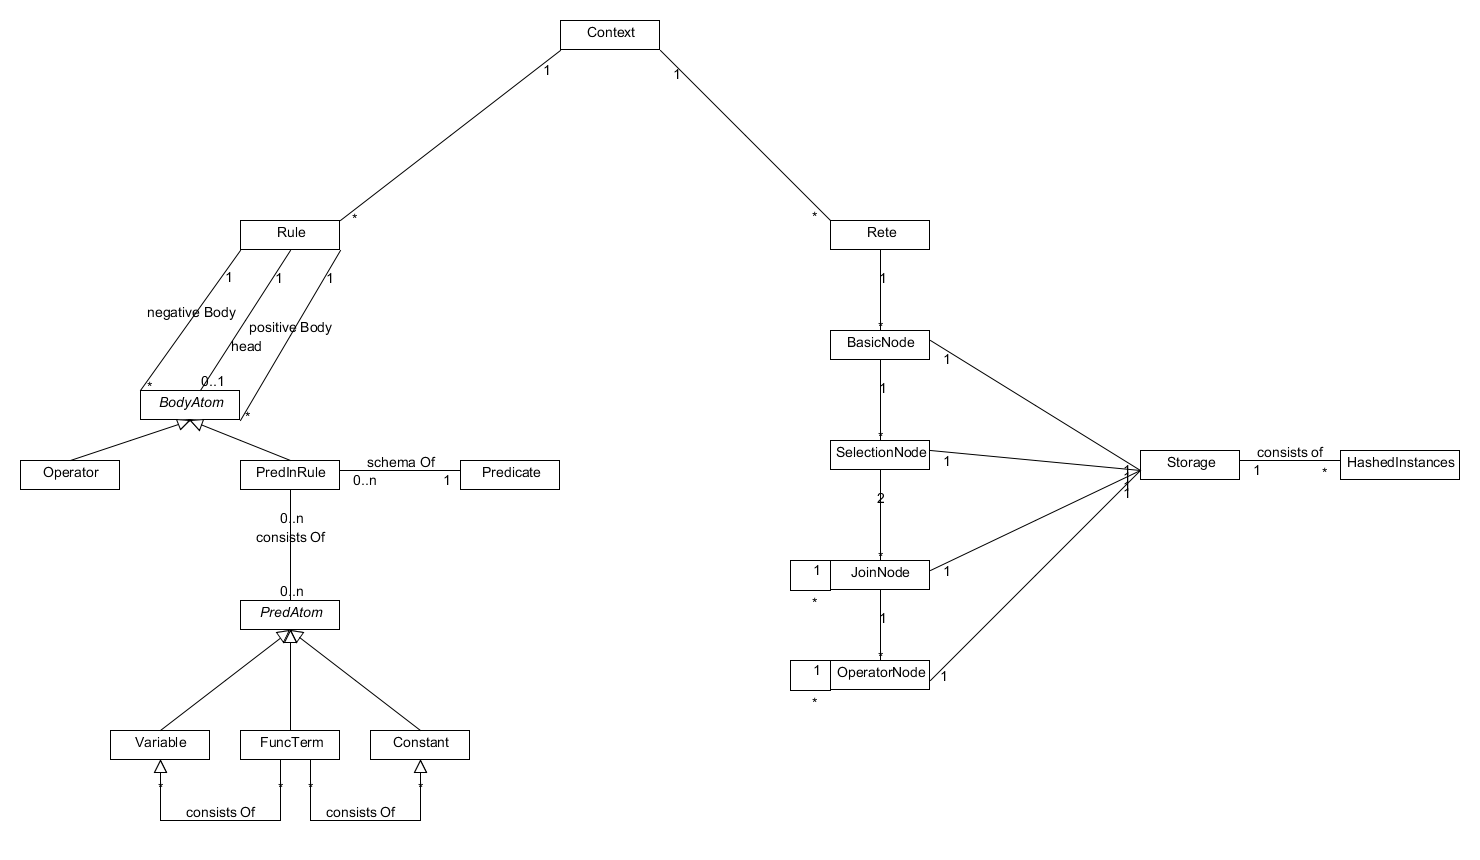 Context
1
1
*
*
Rule
Rete
1
1
1
1
negative Body
positive Body
head
*
BasicNode
1
*
0..1
BodyAtom
*
1
*
SelectionNode
1
Operator
PredInRule
schema Of
0..n
1
Predicate
1
1
1
1
Storage
consists of
1
*
HashedInstances
2
0..n
consists Of
*
1
JoinNode
1
*
0..n
PredAtom
1
*
1
OperatorNode
1
*
Variable
FuncTerm
Constant
*
*
*
*
consists Of
consists Of